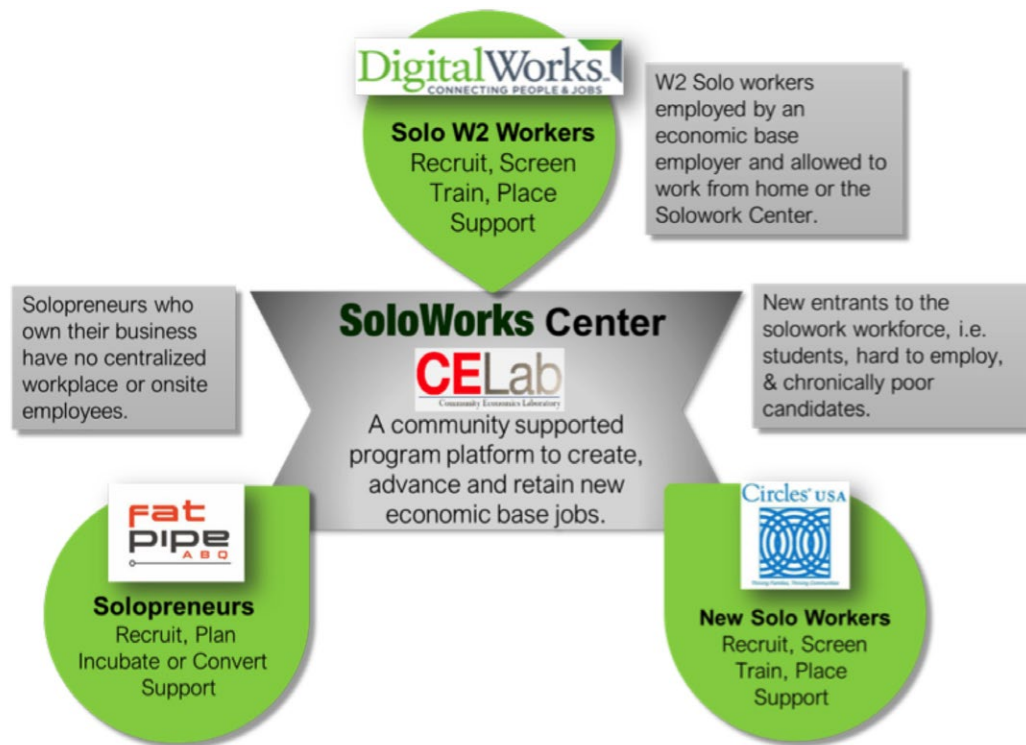 DigitalWorks
CONNECTING PEOPLE & JOBS
Solo W2 Workers
Recruit, Screen
Train, Place
Support
W2 Solo workers
employed by an
economic base
employer and allowed to
work from home or the
Solowork Center.
Solopreneurs who
own their business
have no centralized
workplace or onsite
employees.
SoloWorks Center
CELab
Community Economics Laboratory
A community supported
program platform to create,
advance and retain new
economic base jobs.
New entrants to the
solowork workforce, i.e.
students, hard to employ,
& chronically poor
candidates.
Fat
pipe
ABQ
Solopreneurs
Recruit, Plan
Incubate or Convert
Support
Circles® USA
Thriving Families, Thriving Communities
New Solo Workers
Recruit, Screen
Train, Place
Support